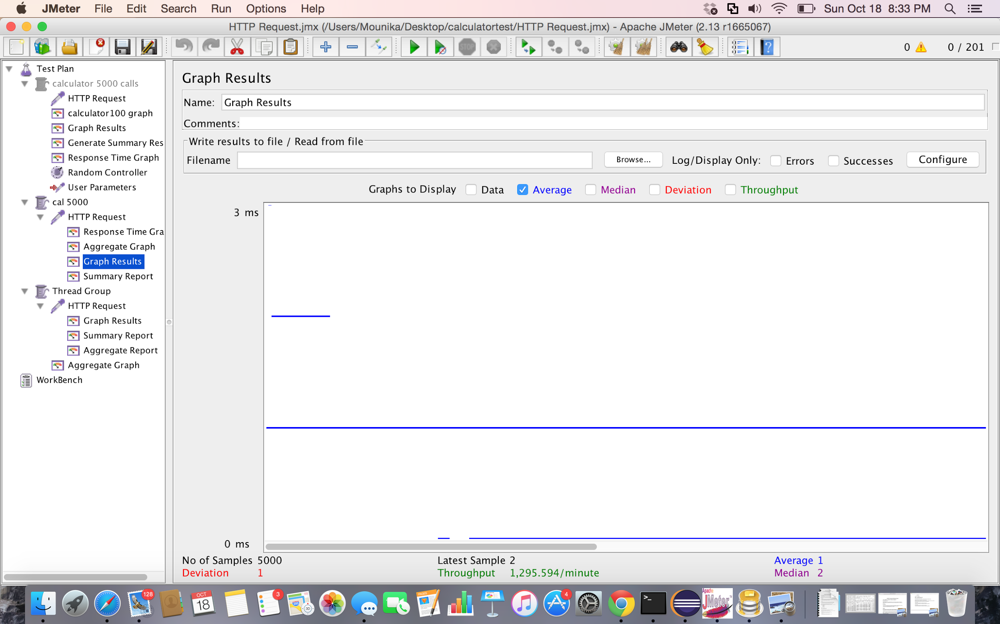 JMeter File Edit Search Run Options Help Sun Oct 18 8:33 PM
HTTP Request.jmx (/Users/Mounika/Desktop/calculatortest/HTTP Request.jmx) - Apache JMeter (2.13 r1665067)
STOP 0 0 / 201
Test Plan
calculator 5000 calls
HTTP Request
calculator100 graph
Graph Results
Generate Summary Res
Response Time Graph
Random Controller
User Parameters
cal 5000
HTTP Request
Response Time Gra
Aggregate Graph
Graph Results
Summary Report
Thread Group
HTTP Request
Graph Results
Summary Report
Aggregate Report
Aggregate Graph
WorkBench
Graph Results
Name: Graph Results
Comments:
Write results to file / Read from file
Filename Browse... Log/Display Only: Errors Successes Configure
Graphs to Display Data Average Median Deviation Throughput
3 ms
0 ms
No of Samples 5000 Latest Sample 2 Average 1
Deviation 1 Throughput 1,295.594/minute Median 2
128
OCT
18
3
280
3D
PAGES
4
>_
Apache
JMeter